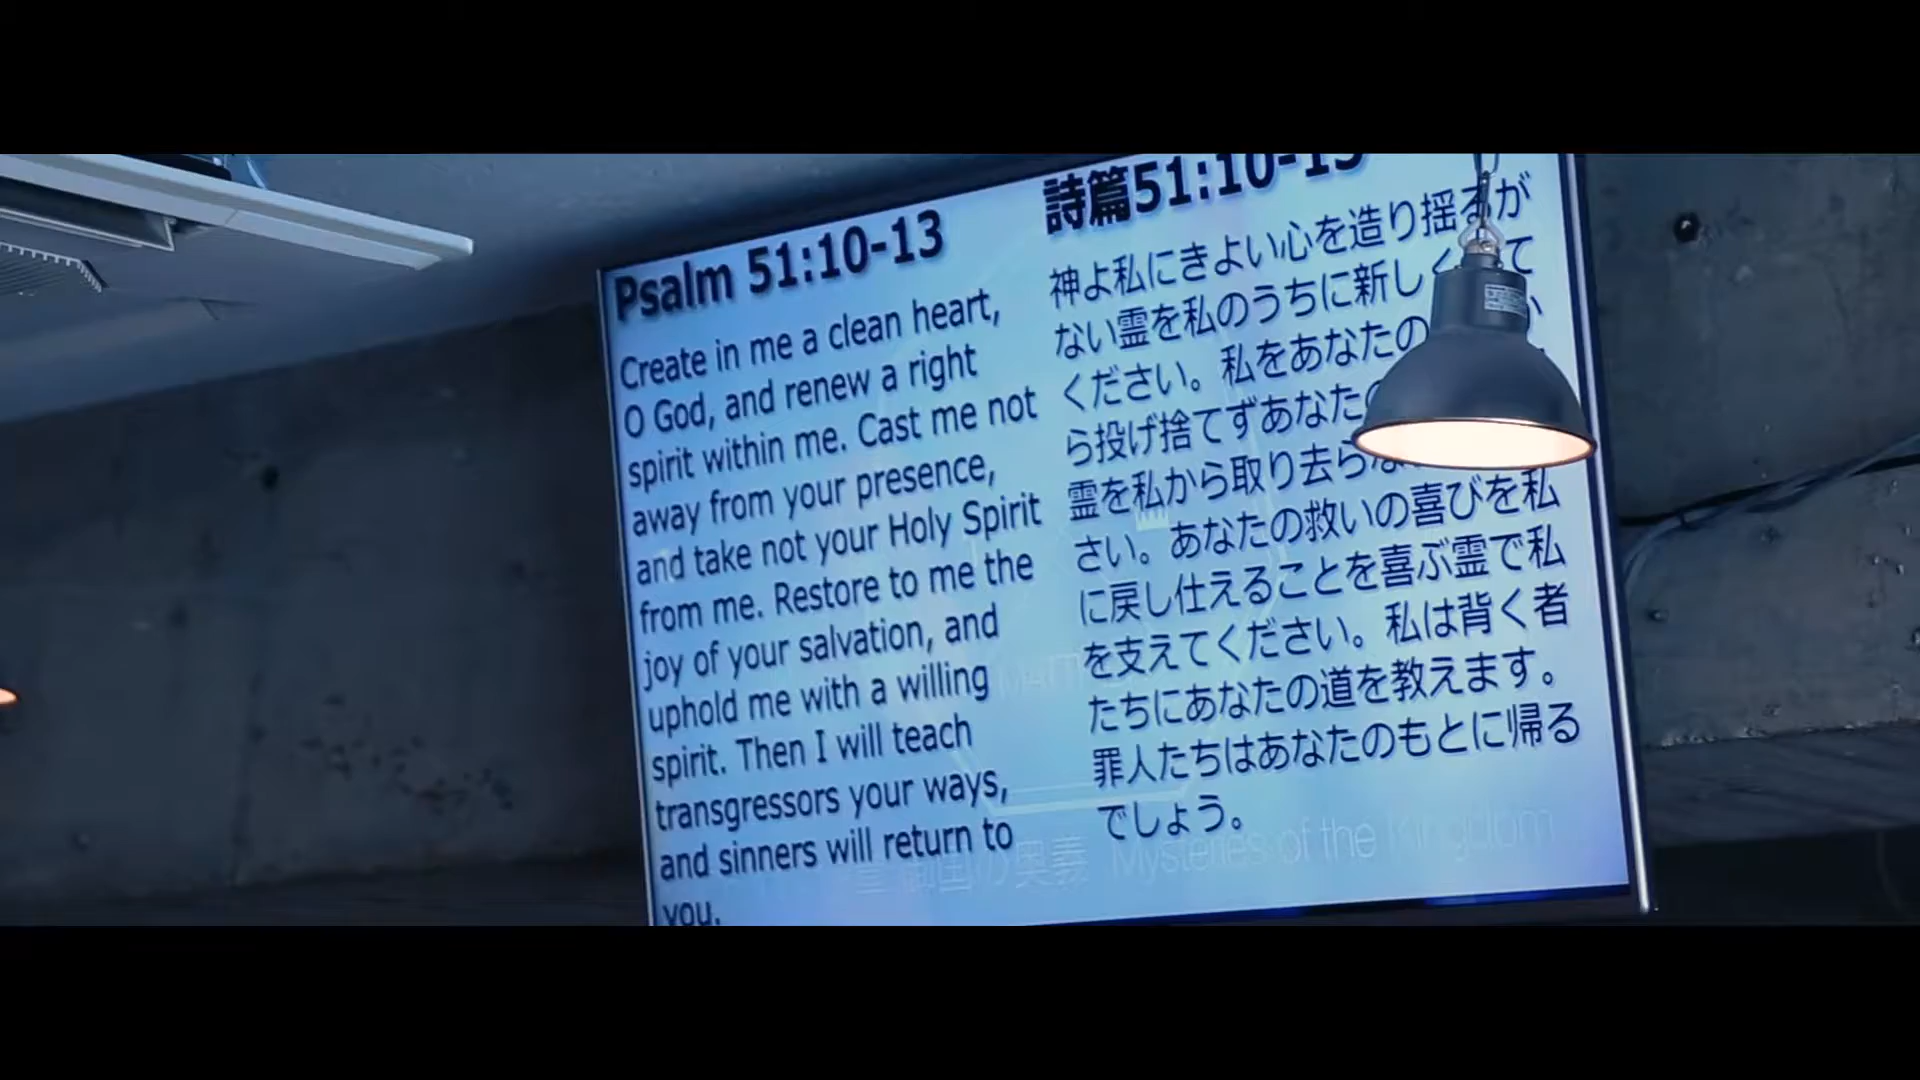 Psalm 51:10-13
Create in me a clean heart,
O God, and renew a right
spirit within me. Cast me not
away from your presence,
and take not your Holy Spirit
from me. Restore to me the
joy of your salvation, and
uphold me with a willing
spirit. Then I will teach
transgressors your ways,
and sinners will return to
you.
詩篇51:10-13
神よ私にきよい心を造り揺るが
ない霊を私のうちに新しく て
ください。私をあなたの
ら投げ捨てずあなた
霊を私から取り去らな
さい。あなたの救いの喜びを私
に戻し仕えることを喜ぶ霊で私
を支えてください。私は背く者
たちにあなたの道を教えます。
罪人たちはあなたのもとに帰る
でしょう。
国の奥義 Mysteries of the Kingdom